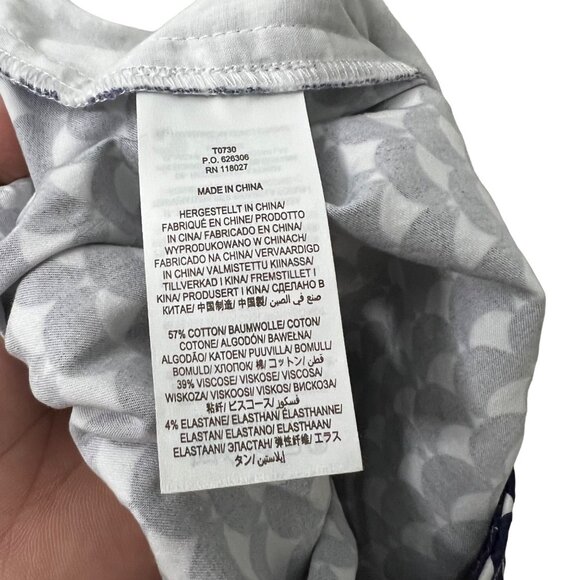 T0730
P.O. 626306
RN 118027
MADE IN CHINA
HERGESTELLT IN CHINA/
FABRIQUÉ EN CHINE/ PRODOTTO
IN CINA/ FABRICADO EN CHINA/
WYPRODUKOWANO W CHINACH/
FABRICADO NA CHINA/ VERVAARDIGD
IN CHINA/ VALMISTETTU KIINASSA/
TILLVERKAD I KINA/ FREMSTILLET I
KINA/ PRODUSERT I KINA/ СДЕЛАНО В
КИТАЕ/ 中国制造/ 中国製/ صنع في الصين
57% COTTON/ BAUMWOLLE/ COTON/
COTONE/ ALGODÓN/ BAWEŁNA/
ALGODÃO/ KATOEN/ PUUVILLA/ BOMULL/
BOMULD/ ХЛОПОК/ 棉/ コットン/ قطن
39% VISCOSE/ VISKOSE/ VISCOSA/
WISKOZA/ VISKOOSI/ VISKOS/ ВИСКОЗА/
粘纤/ ビスコース/ فسكوز
4% ELASTANE/ ELASTHAN/ ÉLASTHANNE/
ELASTAN/ ELASTANO/ ELASTHAAN/
ELASTAANI/ ЭЛАСТАН/ 弹性纤维/ エラス
タン/ إيلاستين